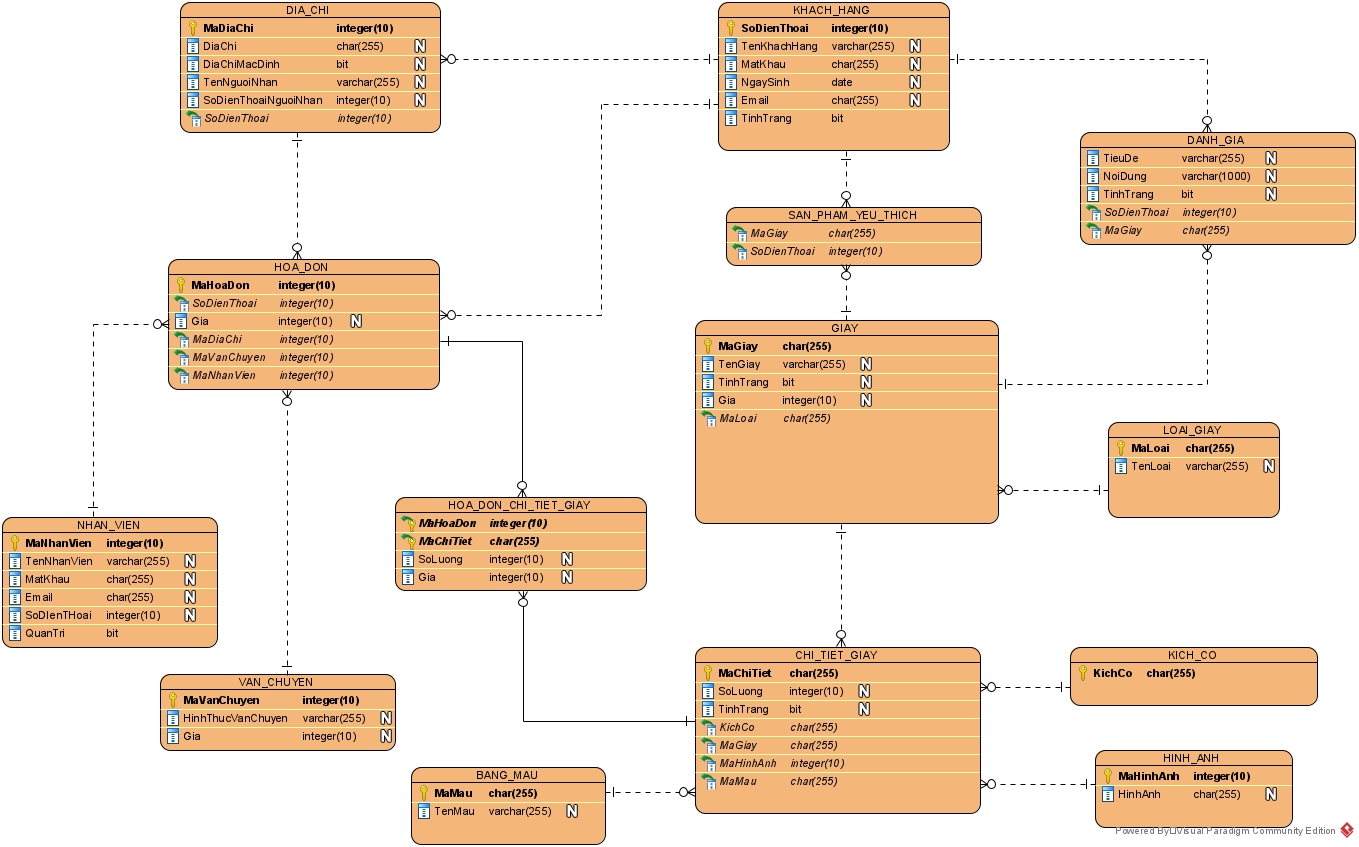 DIA_CHI
MaDiaChi integer(10)
DiaChi char(255) N
DiaChiMacDinh bit N
TenNguoiNhan varchar(255) N
SoDienThoaiNguoiNhan integer(10) N
SoDienThoai integer(10)
KHACH_HANG
SoDienThoai integer(10)
TenKhachHang varchar(255) N
MatKhau char(255) N
NgaySinh date N
Email char(255) N
TinhTrang bit
DANH_GIA
TieuDe varchar(255) N
NoiDung varchar(1000) N
TinhTrang bit N
SoDienThoai integer(10)
MaGiay char(255)
SAN_PHAM_YEU_THICH
MaGiay char(255)
SoDienThoai integer(10)
HOA_DON
MaHoaDon integer(10)
SoDienThoai integer(10)
Gia integer(10) N
MaDiaChi integer(10)
MaVanChuyen integer(10)
MaNhanVien integer(10)
GIAY
MaGiay char(255)
TenGiay varchar(255) N
TinhTrang bit N
Gia integer(10) N
MaLoai char(255)
LOAI_GIAY
MaLoai char(255)
TenLoai varchar(255) N
HOA_DON_CHI_TIET_GIAY
MaHoaDon integer(10)
MaChiTiet char(255)
SoLuong integer(10) N
Gia integer(10) N
NHAN_VIEN
MaNhanVien integer(10)
TenNhanVien varchar(255) N
MatKhau char(255) N
Email char(255) N
SoDIenTHoai integer(10) N
QuanTri bit
VAN_CHUYEN
MaVanChuyen integer(10)
HinhThucVanChuyen varchar(255) N
Gia integer(10) N
CHI_TIET_GIAY
MaChiTiet char(255)
SoLuong integer(10) N
TinhTrang bit N
KichCo char(255)
MaGiay char(255)
MaHinhAnh integer(10)
MaMau char(255)
KICH_CO
KichCo char(255)
BANG_MAU
MaMau char(255)
TenMau varchar(255) N
HINH_ANH
MaHinhAnh integer(10)
HinhAnh char(255) N
Powered By Visual Paradigm Community Edition